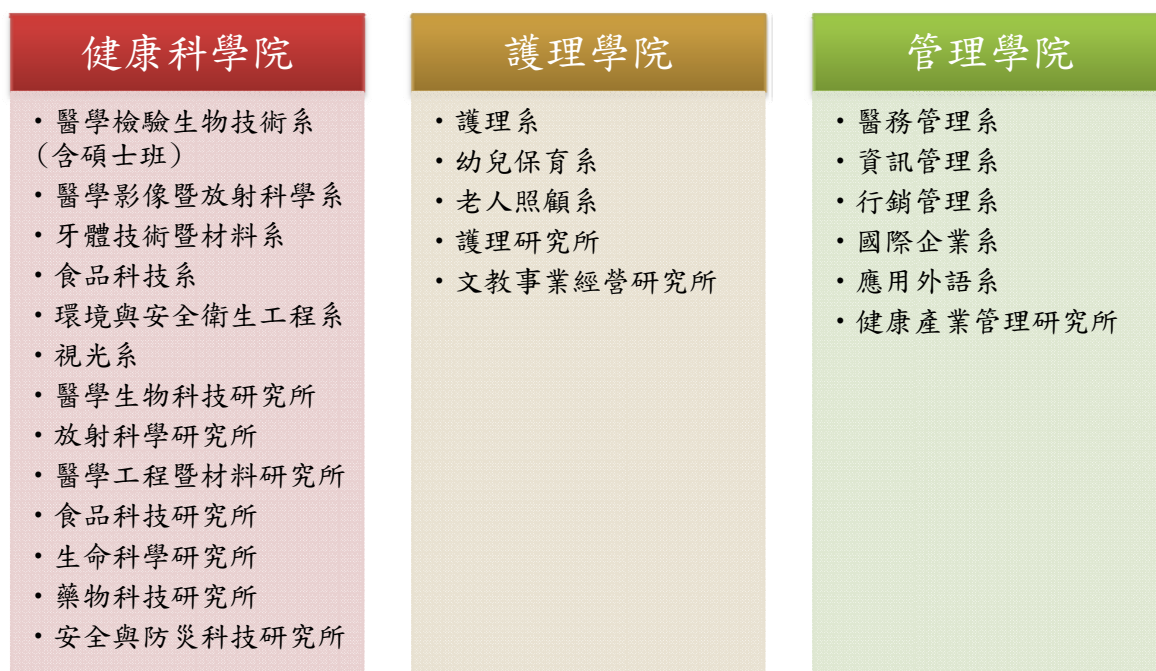 健康科學院
・醫學檢驗生物技術系
(含碩士班)
・醫學影像暨放射科學系
・牙體技術暨材料系
・食品科技系
・環境與安全衛生工程系
・視光系
・醫學生物科技研究所
・放射科學研究所
・醫學工程暨材料研究所
・食品科技研究所
・生命科學研究所
・藥物科技研究所
・安全與防災科技研究所
護理學院
・護理系
・幼兒保育系
・老人照顧系
・護理研究所
・文教事業經營研究所
管理學院
・醫務管理系
・資訊管理系
・行銷管理系
・國際企業系
・應用外語系
・健康產業管理研究所